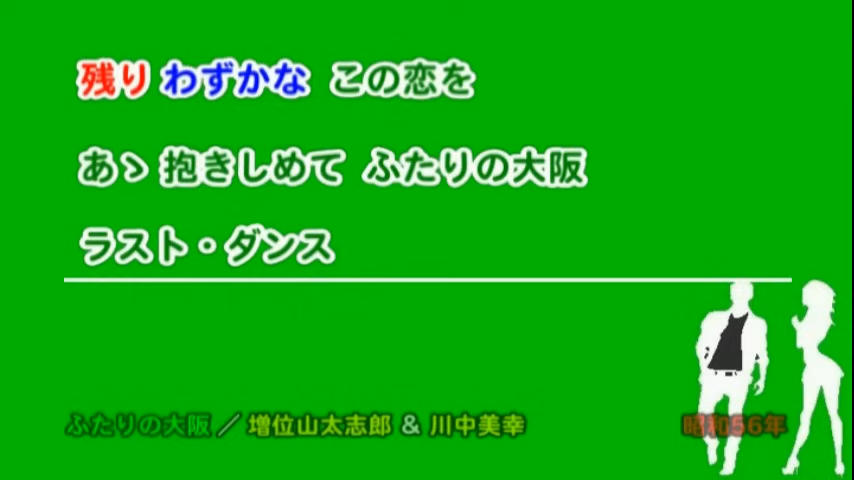 残り わずかな この恋を
あゝ 抱きしめて ふたりの大阪
ラスト・ダンス
ふたりの大阪 ／ 増位山太志郎 & 川中美幸
昭和56年